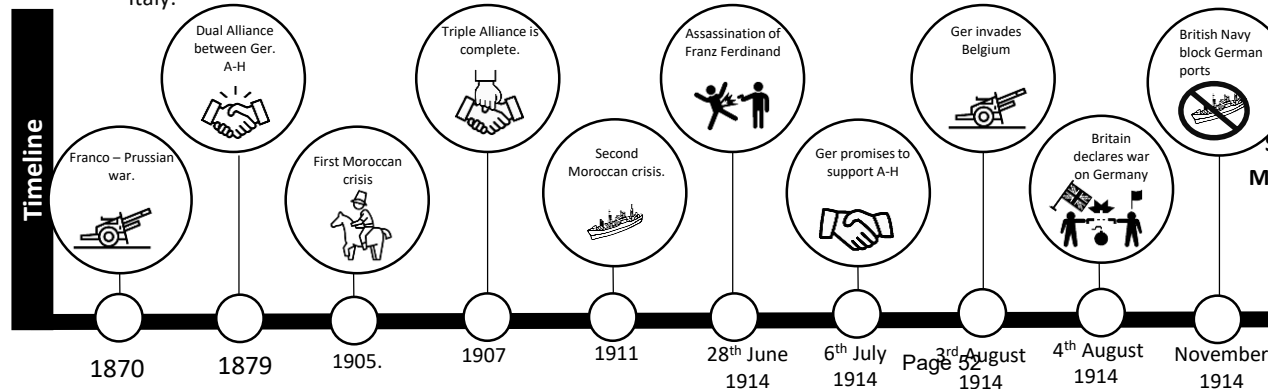 Italy.
Timeline
Franco – Prussian
war.
Dual Alliance
between Ger.
A-H
First Moroccan
crisis
Triple Alliance is
complete.
Second
Moroccan crisis.
Assassination of
Franz Ferdinand
Ger promises to
support A-H
Ger invades
Belgium
Britain
declares war
on Germany
British Navy
block German
ports
M
1870
1879
1905.
1907
1911
28th June
1914
6th July
1914
3rd August
1914
4th August
1914
November
1914
Page 52